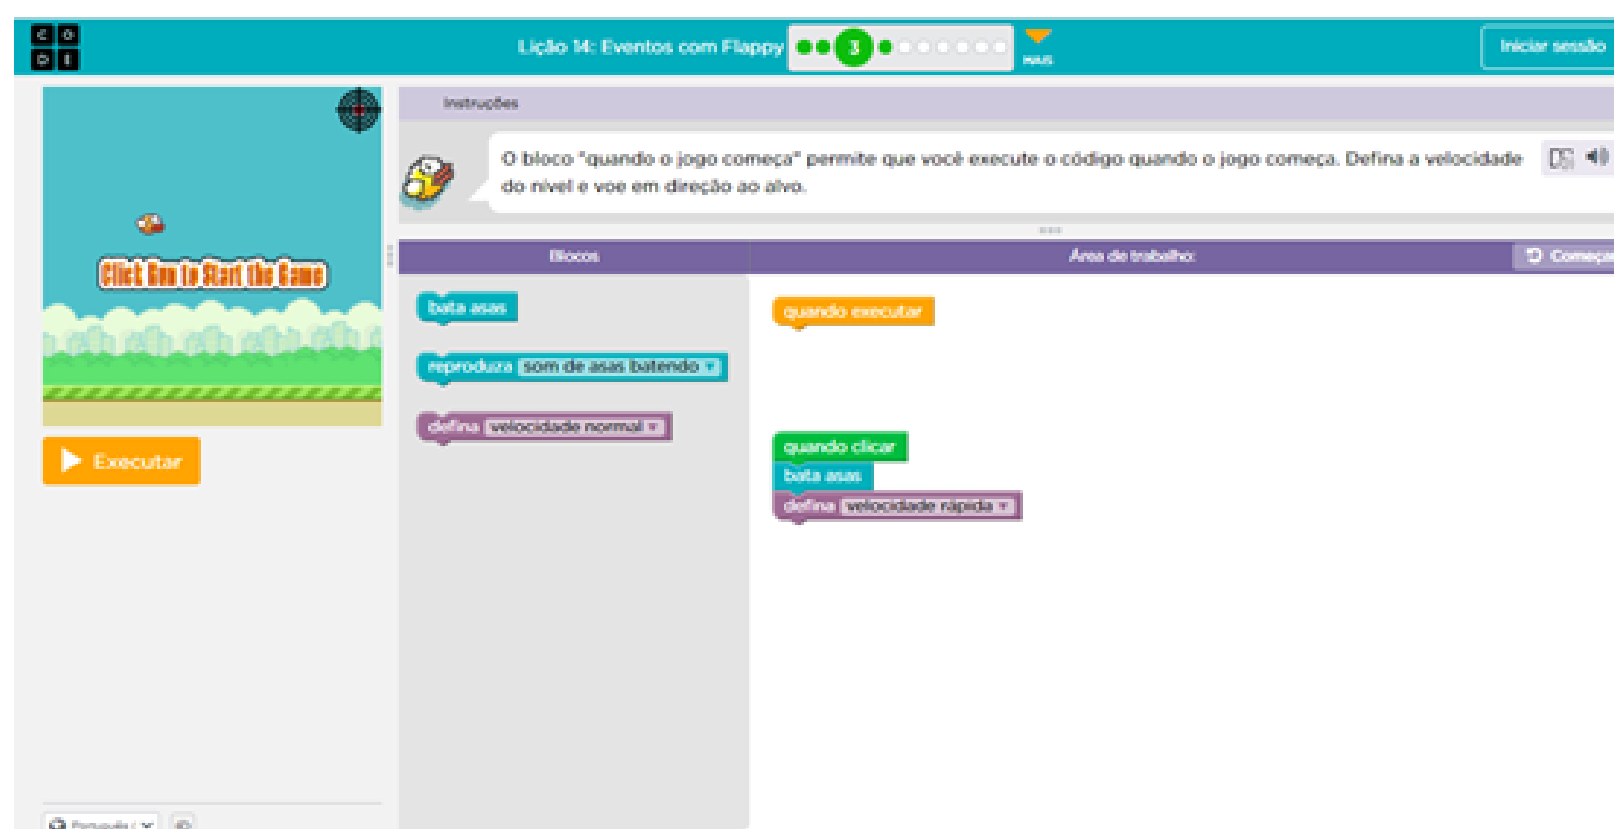 C O
D E
Lição 14: Eventos com Flappy
3
MAIS
Iniciar sessão
Instruções
O bloco "quando o jogo começa" permite que você execute o código quando o jogo começa. Defina a velocidade
do nível e voe em direção ao alvo.
Click Run to Start the Game
Blocos
Área de trabalho:
Começar
bata asas
quando executar
reproduza som de asas batendo
defina velocidade normal
Executar
quando clicar
bata asas
defina velocidade rápida
Português (